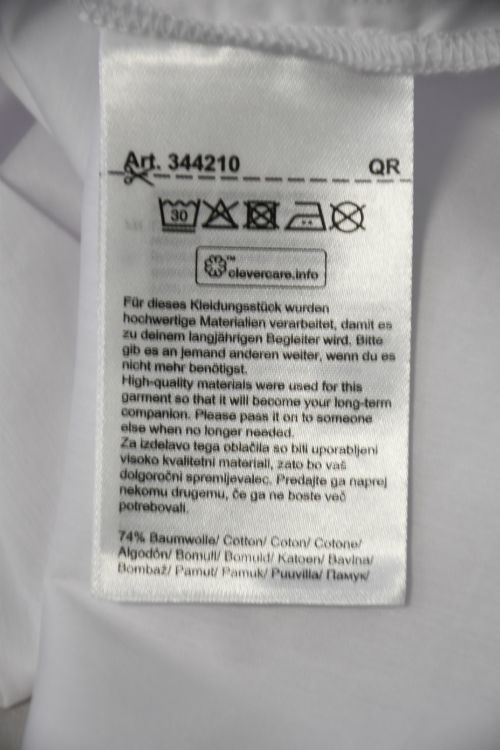 Art. 344210 QR
30
™
clevercare.info
Für dieses Kleidungsstück wurden
hochwertige Materialien verarbeitet, damit es
zu deinem langjährigen Begleiter wird. Bitte
gib es an jemand anderen weiter, wenn du es
nicht mehr benötigst.
High-quality materials were used for this
garment so that it will become your long-term
companion. Please pass it on to someone
else when no longer needed.
Za izdelavo tega oblačila so bili uporabljeni
visoko kvalitetni materiali, zato bo vaš
dolgoročni spremljevalec. Predajte ga naprej
nekomu drugemu, če ga ne boste več
potrebovali.
74% Baumwolle/ Cotton/ Coton/ Cotone/
Algodón/ Bomull/ Bomuld/ Katoen/ Bavlna/
Bombaž/ Pamut/ Pamuk/ Puuvilla/ Памук/